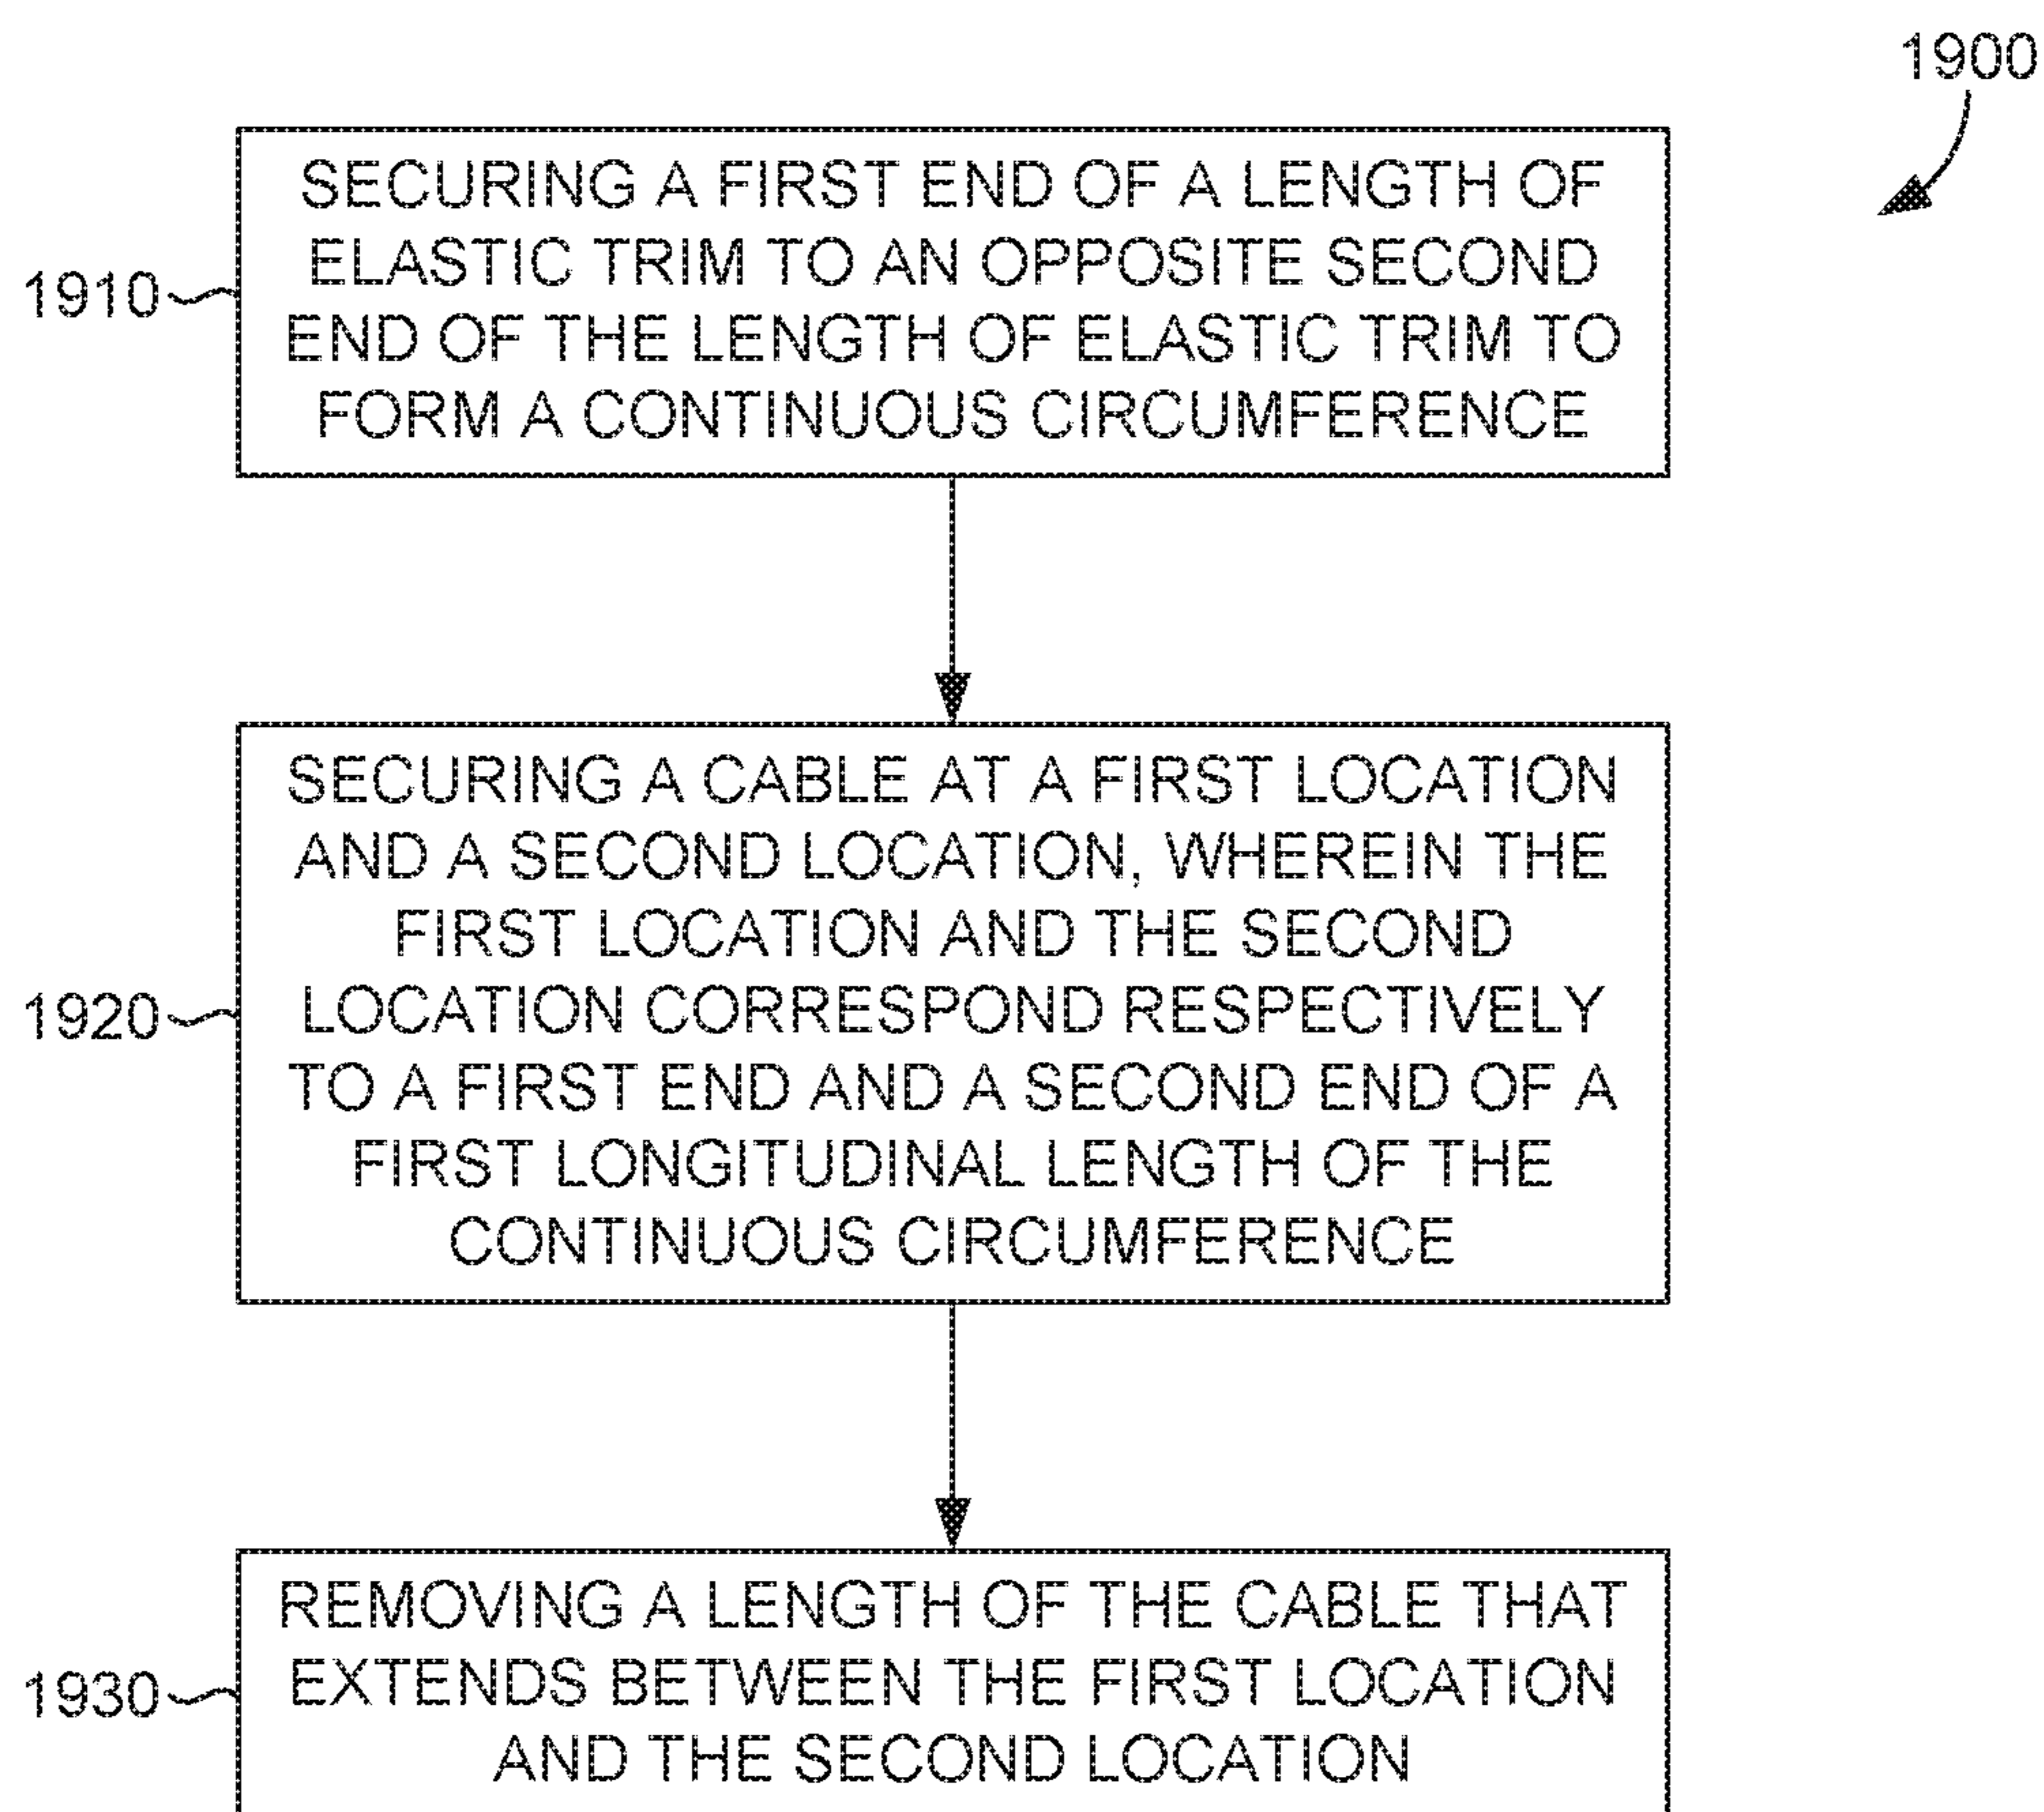 1900
SECURING A FIRST END OF A LENGTH OF
ELASTIC TRIM TO AN OPPOSITE SECOND
END OF THE LENGTH OF ELASTIC TRIM TO
FORM A CONTINUOUS CIRCUMFERENCE
1910
SECURING A CABLE AT A FIRST LOCATION
AND A SECOND LOCATION, WHEREIN THE
FIRST LOCATION AND THE SECOND
LOCATION CORRESPOND RESPECTIVELY
TO A FIRST END AND A SECOND END OF A
FIRST LONGITUDINAL LENGTH OF THE
CONTINUOUS CIRCUMFERENCE
1920
REMOVING A LENGTH OF THE CABLE THAT
EXTENDS BETWEEN THE FIRST LOCATION
AND THE SECOND LOCATION
1930